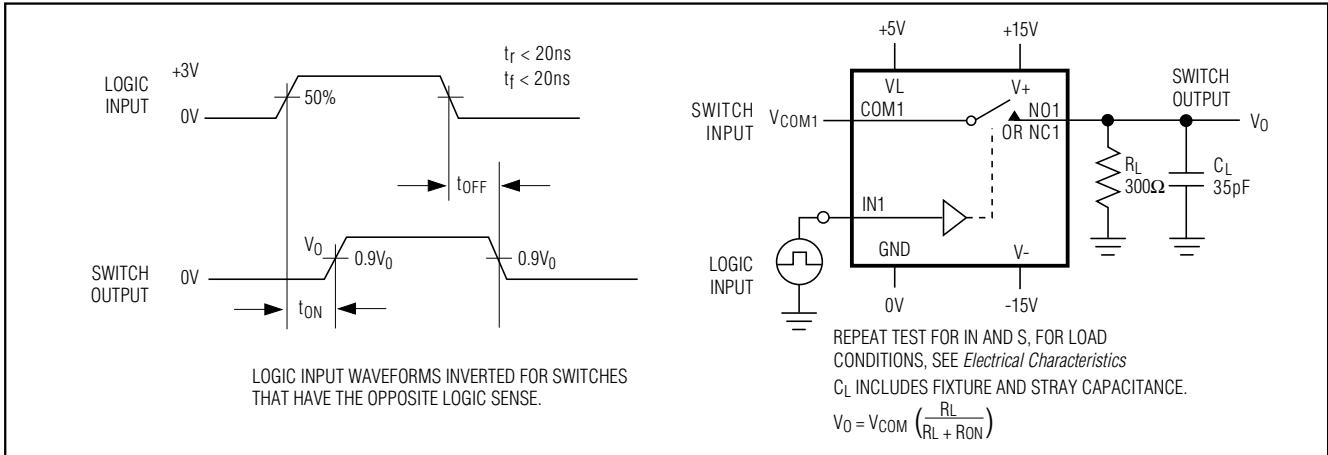 LOGIC
INPUT
+3V
0V
50%
tr < 20ns
tf < 20ns
tOFF
SWITCH
OUTPUT
0V
VO
0.9V0
0.9V0
tON
LOGIC INPUT WAVEFORMS INVERTED FOR SWITCHES
THAT HAVE THE OPPOSITE LOGIC SENSE.
+5V
+15V
VL
V+
SWITCH
INPUT
VCOM1
COM1
NO1
OR NC1
SWITCH
OUTPUT
VO
RL
300Ω
CL
35pF
IN1
LOGIC
INPUT
GND
V-
0V
-15V
REPEAT TEST FOR IN AND S, FOR LOAD
CONDITIONS, SEE Electrical Characteristics
CL INCLUDES FIXTURE AND STRAY CAPACITANCE.
VO = VCOM (RL / RL + RON)